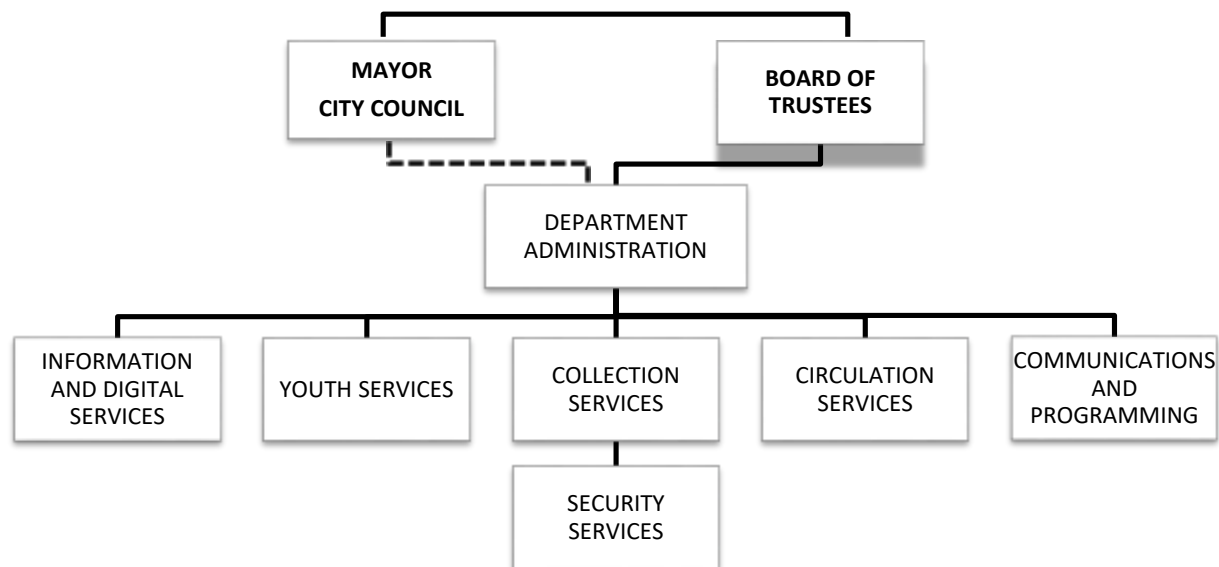 MAYOR
CITY COUNCIL
BOARD OF
TRUSTEES
DEPARTMENT
ADMINISTRATION
INFORMATION
AND DIGITAL
SERVICES
YOUTH SERVICES
COLLECTION
SERVICES
CIRCULATION
SERVICES
COMMUNICATIONS
AND
PROGRAMMING
SECURITY
SERVICES